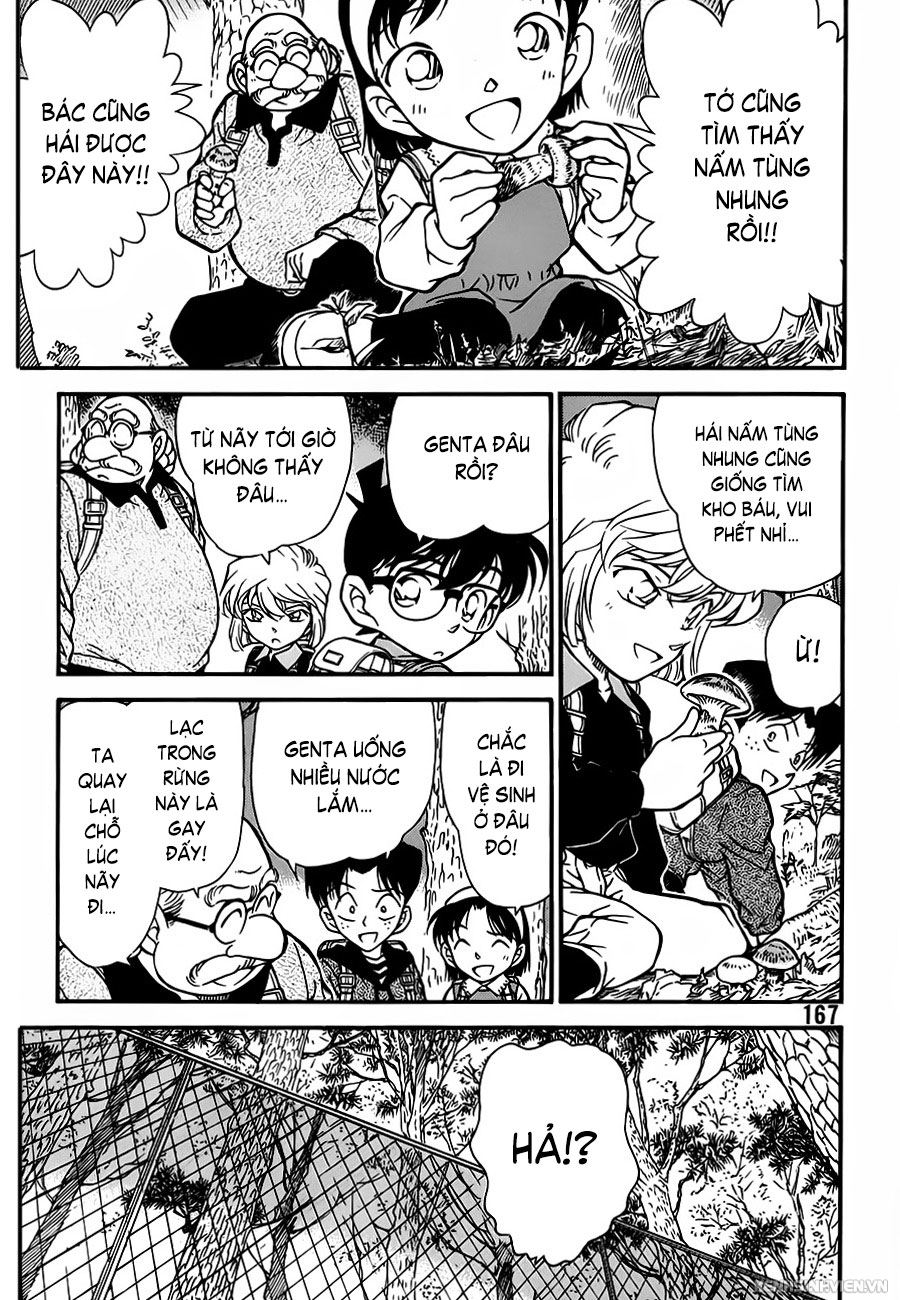 TỚ CŨNG
TÌM THẤY
NẤM TÙNG
NHUNG
RỒI!!
BÁC CŨNG
HÁI ĐƯỢC
ĐÂY NÀY!!
HÁI NẤM TÙNG
NHUNG CŨNG
GIỐNG TÌM
KHO BÁU, VUI
PHẾT NHỈ...
Ừ!
GENTA ĐÂU
RỒI?
TỪ NÃY TỚI GIỜ
KHÔNG THẤY
ĐÂU...
CHẮC
LÀ ĐI
VỆ SINH
Ở ĐÂU
ĐÓ!
GENTA UỐNG
NHIỀU NƯỚC
LẮM...
LẠC
TRONG
RỪNG
NÀY LÀ
GAY
ĐẤY!
TA
QUAY
LẠI CHỖ
LÚC
NÃY
ĐI...
167
HẢ!?